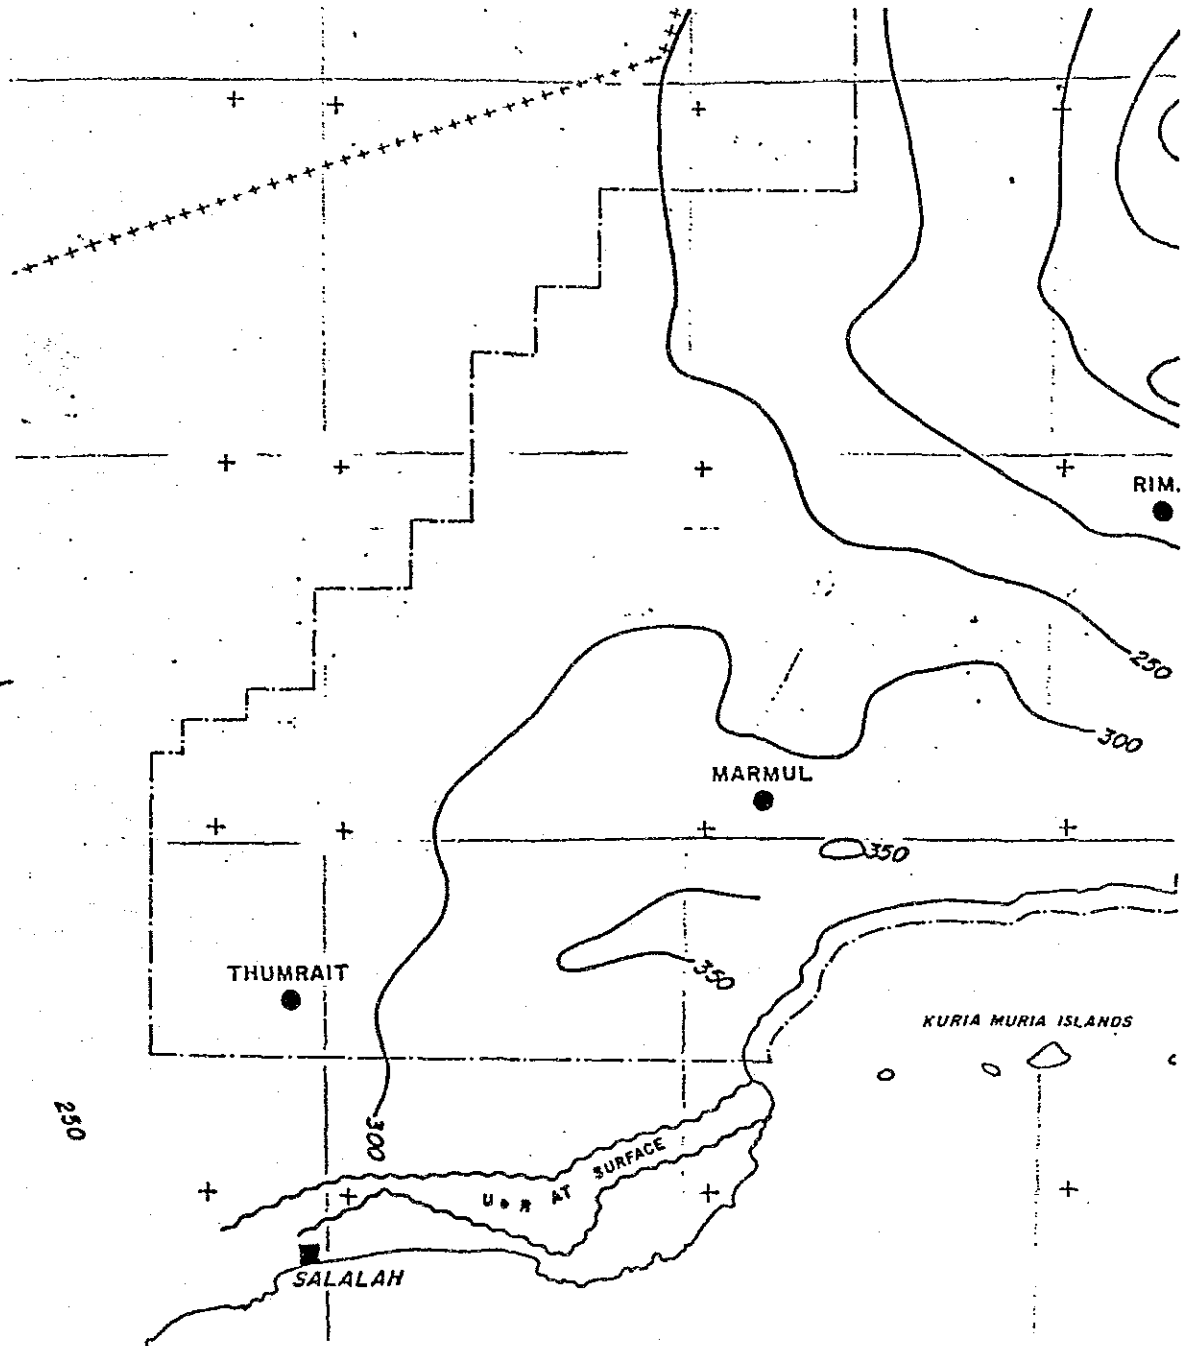 RIM.
250
300
MARMUL
350
THUMRAIT
350
KURIA MURIA ISLANDS
250
300
AT SURFACE
SALALAH